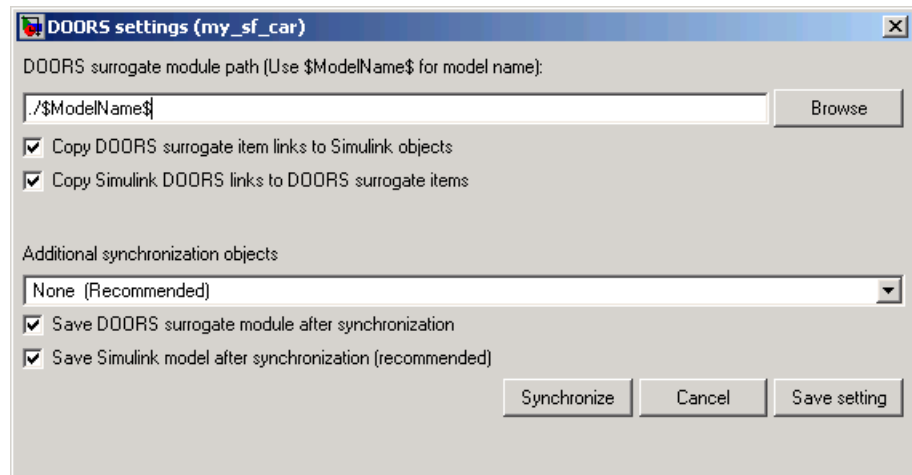 DOORS settings (my_sf_car)
DOORS surrogate module path (Use $ModelName$ for model name):
./$ModelName$ Browse
Copy DOORS surrogate item links to Simulink objects
Copy Simulink DOORS links to DOORS surrogate items
Additional synchronization objects
None (Recommended)
Save DOORS surrogate module after synchronization
Save Simulink model after synchronization (recommended)
Synchronize Cancel Save setting